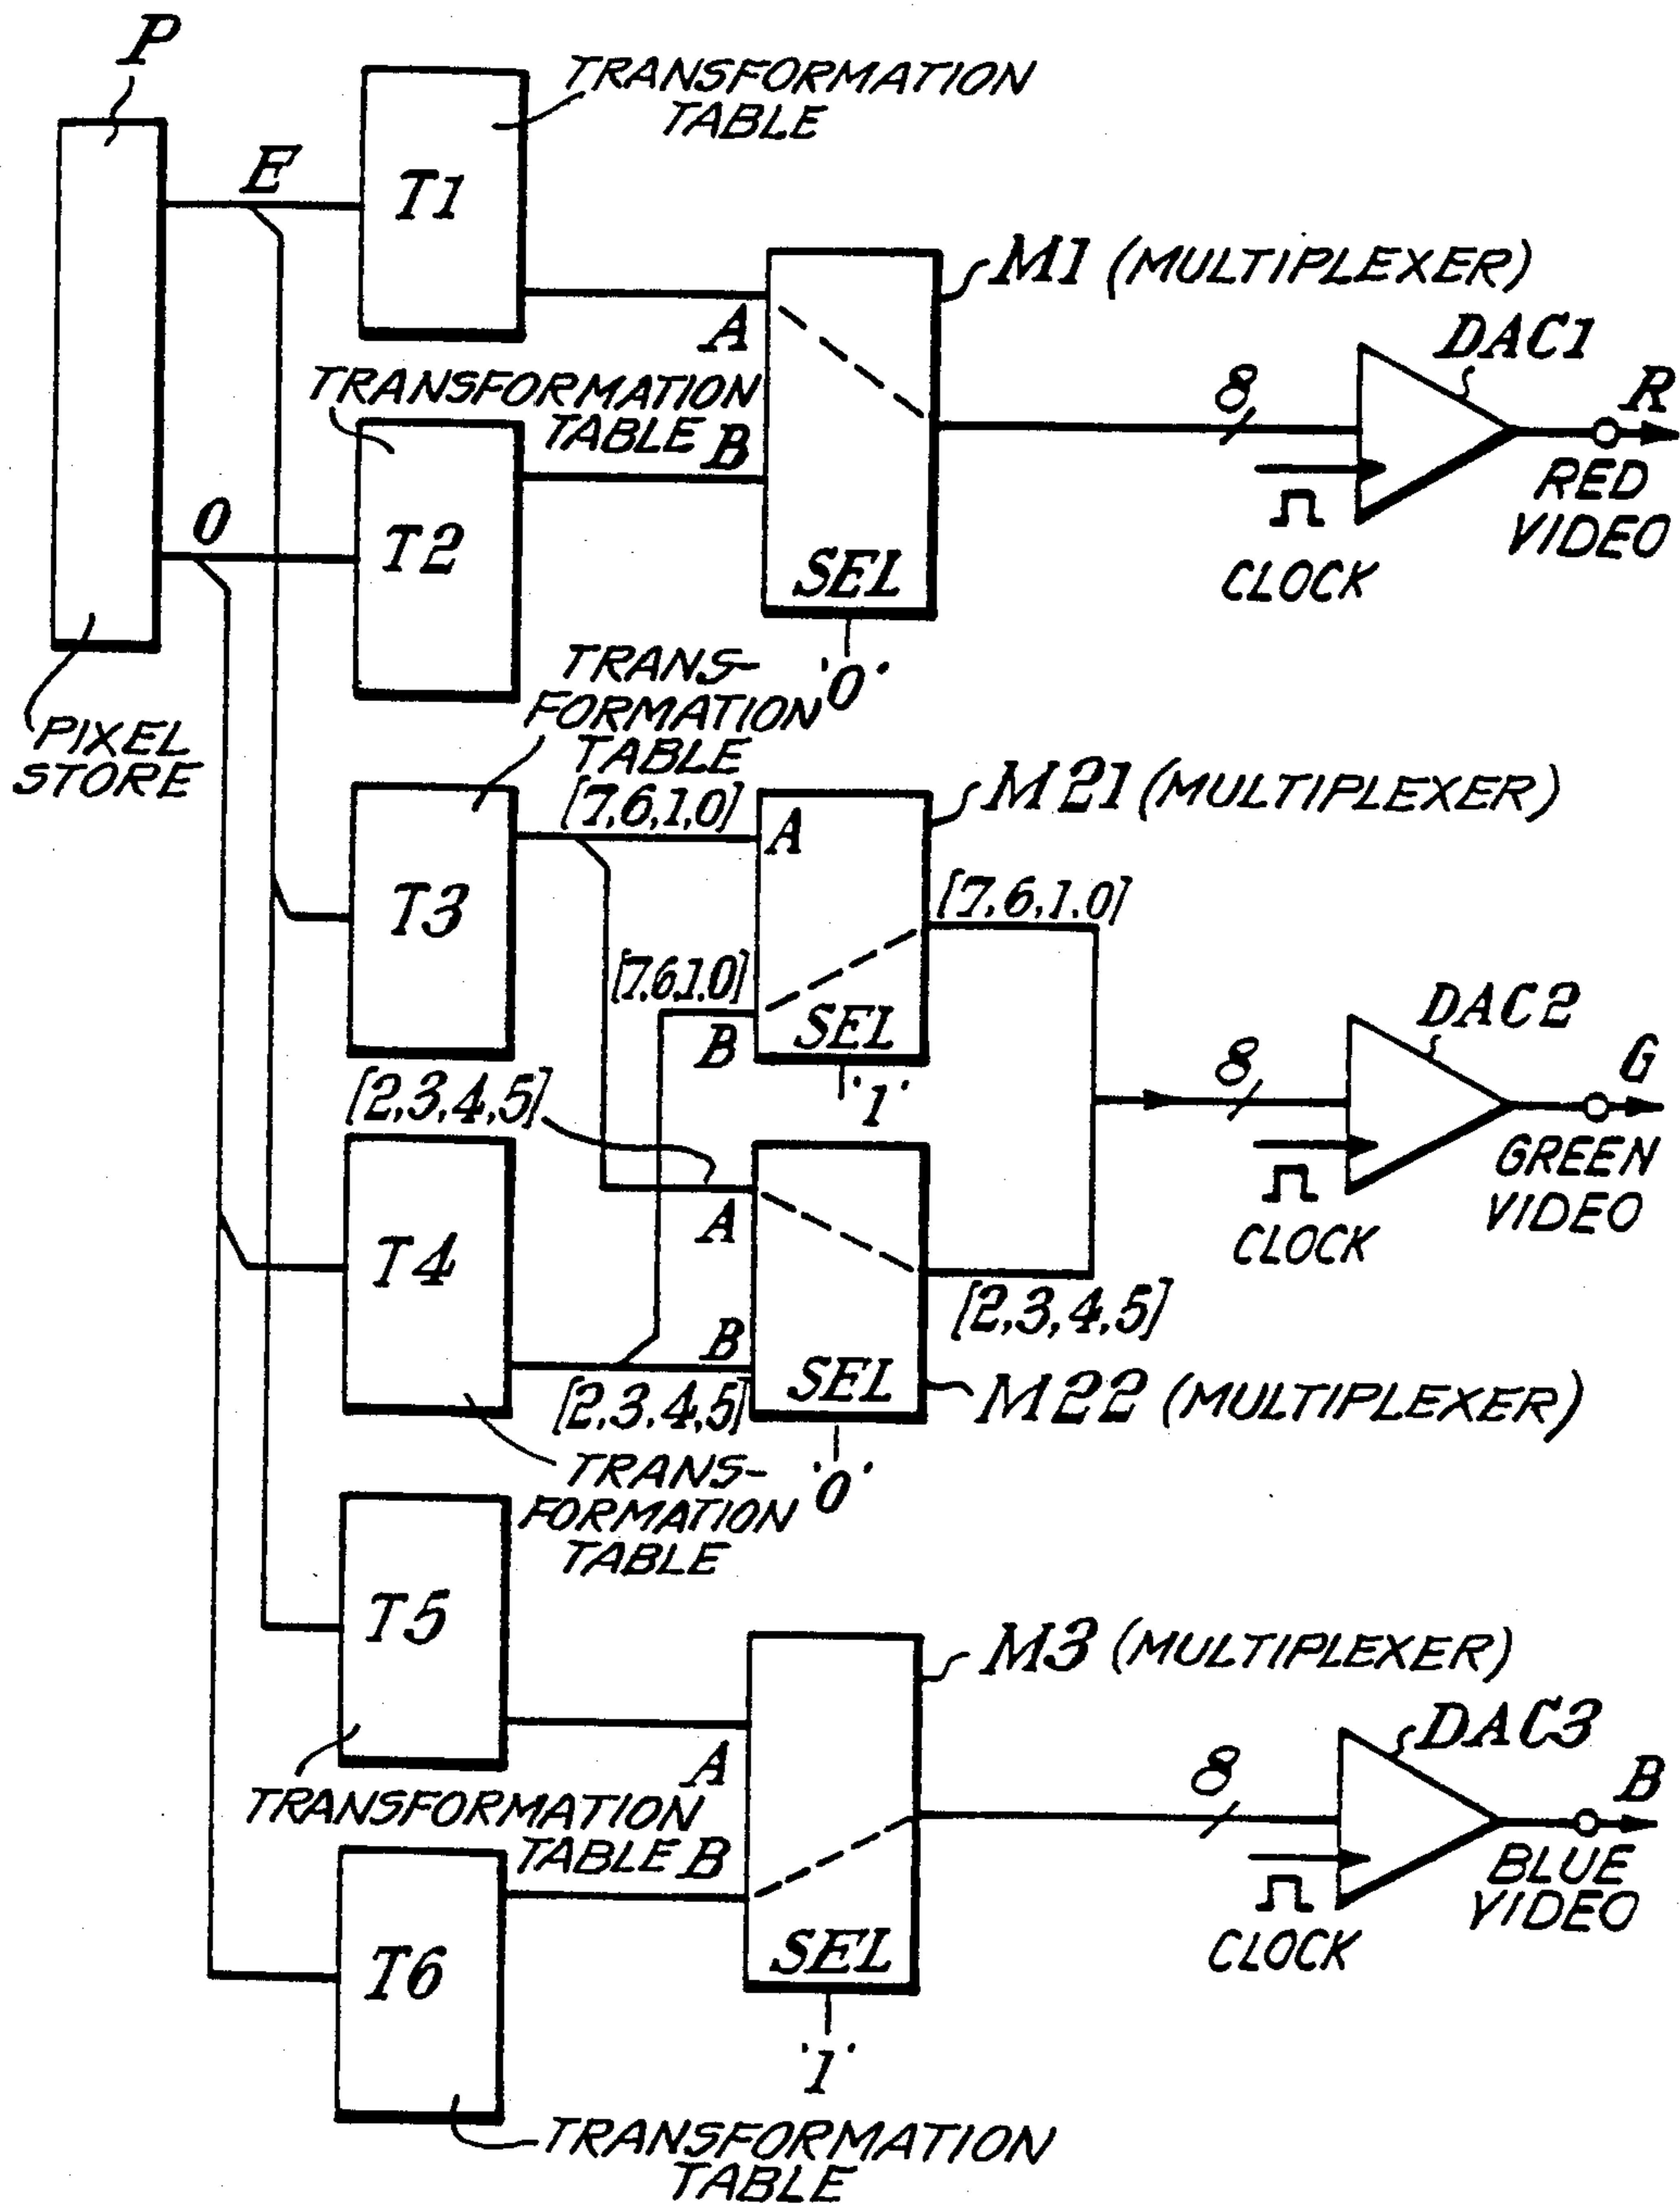 P
TRANSFORMATION
TABLE
E
T1
M1 (MULTIPLEXER)
A
DAC1
TRANSFORMATION
TABLE
B
8
R
RED
VIDEO
O
T2
SEL
CLOCK
'0'
PIXEL
STORE
TRANS-
FORMATION
TABLE
[7,6,1,0]
M21 (MULTIPLEXER)
A
T3
[7,6,1,0]
[7,6,1,0]
SEL
B
DAC2
[2,3,4,5]
'1'
8
G
GREEN
VIDEO
A
CLOCK
T4
[2,3,4,5]
B
SEL
[2,3,4,5]
M22 (MULTIPLEXER)
'0'
TRANS-
FORMATION
TABLE
T5
M3 (MULTIPLEXER)
A
DAC3
TRANSFORMATION
TABLE
B
8
B
BLUE
VIDEO
SEL
CLOCK
T6
'1'
TRANSFORMATION
TABLE